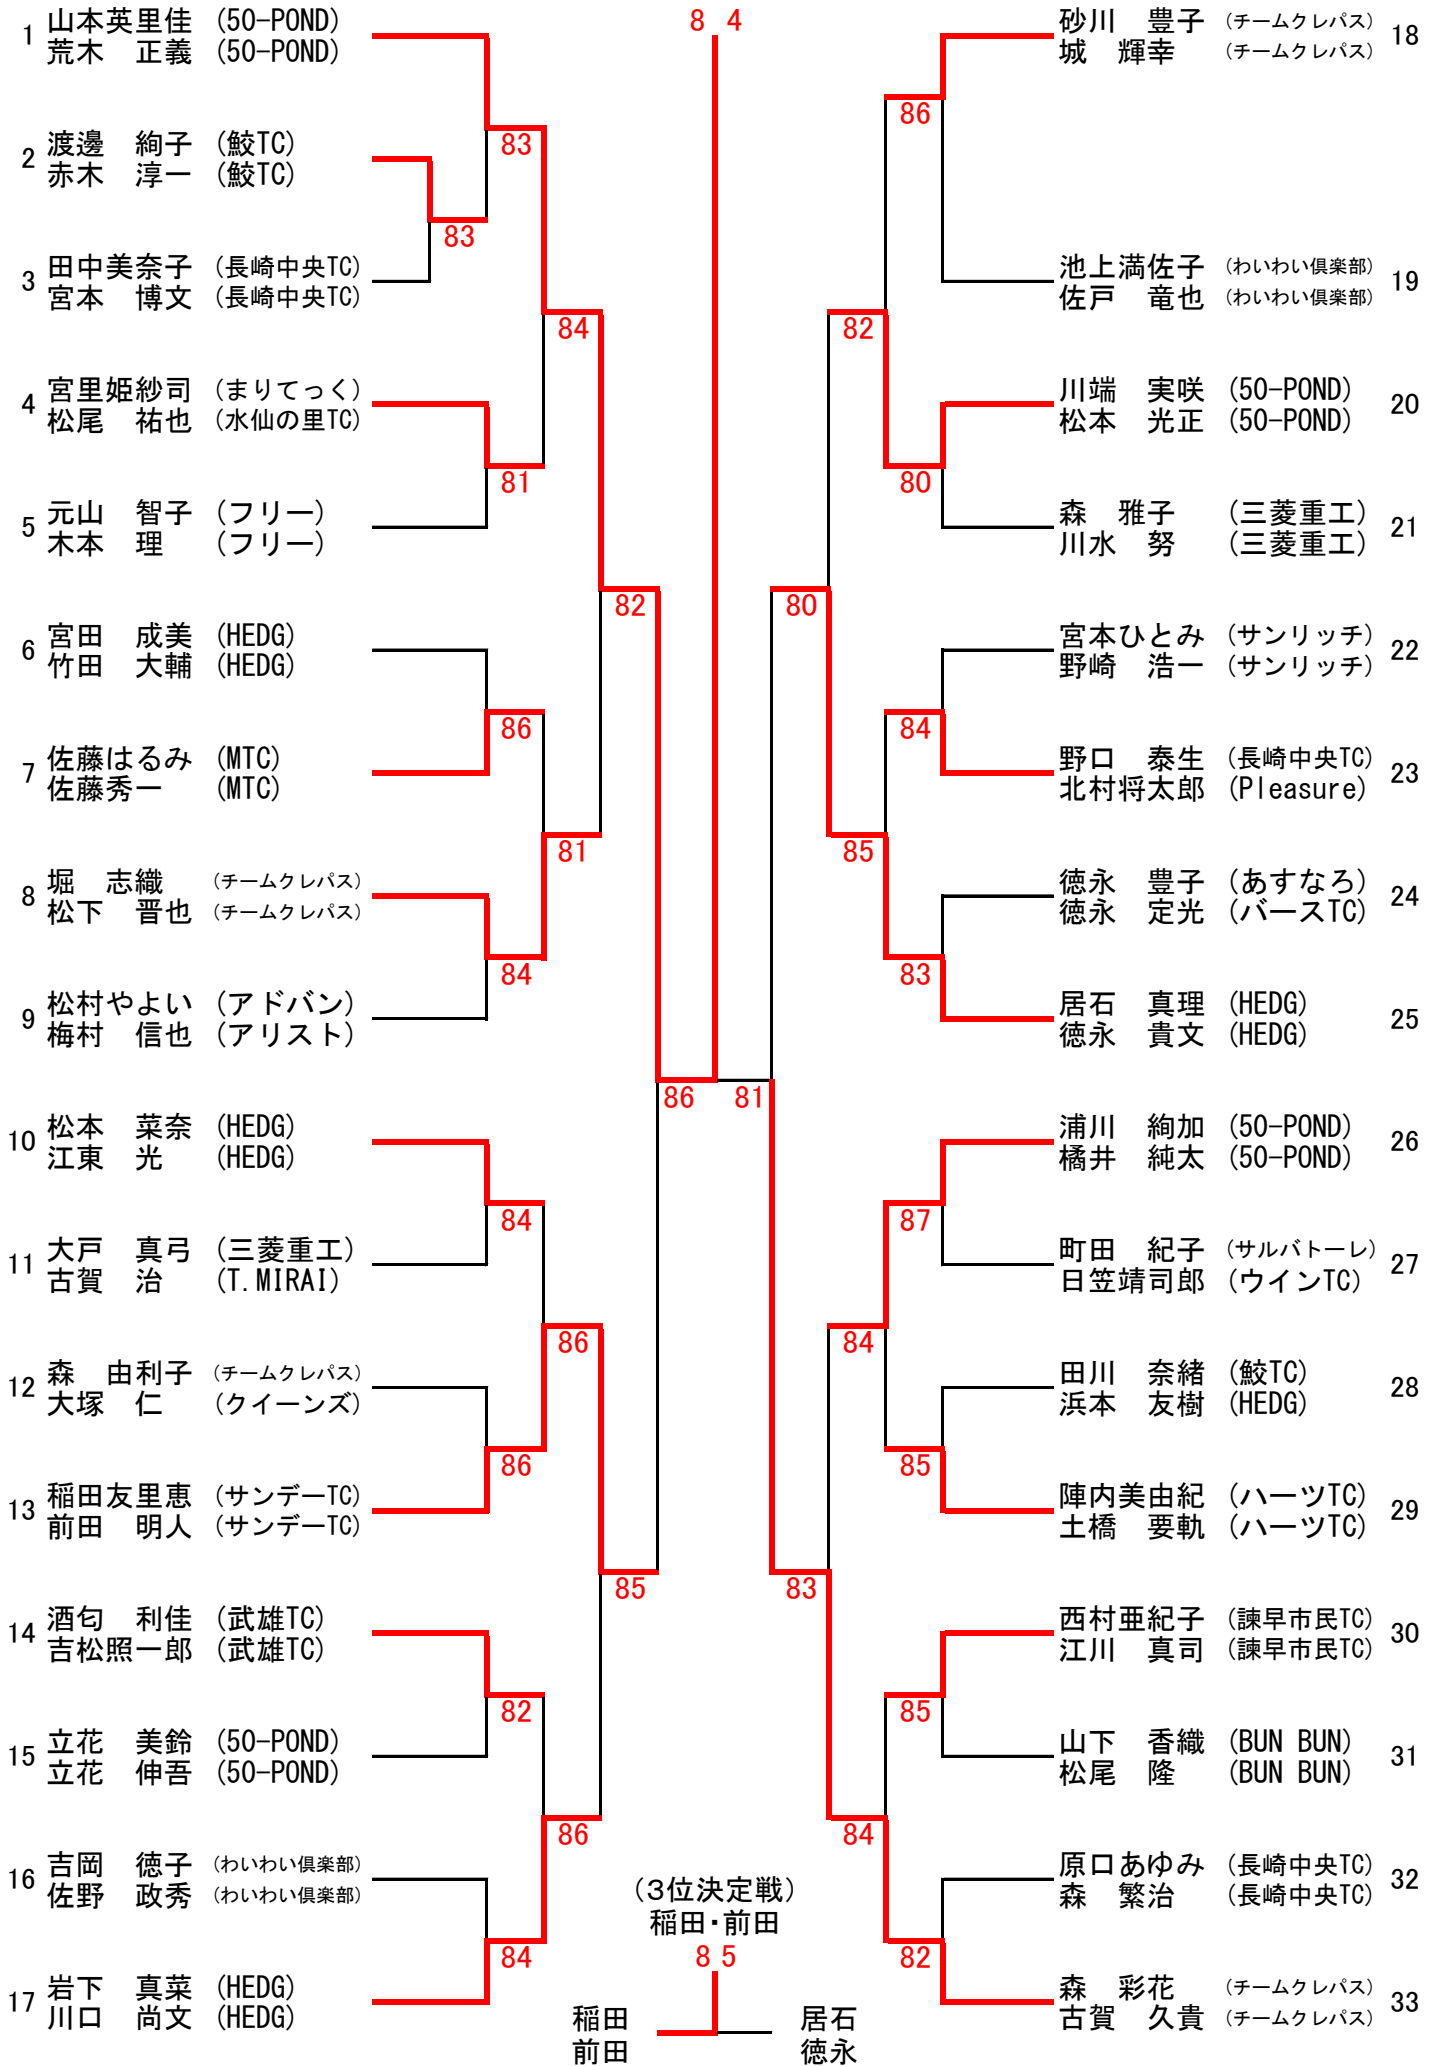 8 4
1 山本英里佳 (50-POND)
荒木 正義 (50-POND)
83
2 渡邊 絢子 (鮫TC)
赤木 淳一 (鮫TC)
83
3 田中美奈子 (長崎中央TC)
宮本 博文 (長崎中央TC)
84
4 宮里姫紗司 (まりてっく)
松尾 祐也 (水仙の里TC)
81
5 元山 智子 (フリー)
木本 理 (フリー)
82
6 宮田 成美 (HEDG)
竹田 大輔 (HEDG)
86
7 佐藤はるみ (MTC)
佐藤秀一 (MTC)
81
8 堀 志織 (チームクレパス)
松下 晋也 (チームクレパス)
84
9 松村やよい (アドバン)
梅村 信也 (アリスト)
86 81
10 松本 菜奈 (HEDG)
江東 光 (HEDG)
84
11 大戸 真弓 (三菱重工)
古賀 治 (T.MIRAI)
86
12 森 由利子 (チームクレパス)
大塚 仁 (クイーンズ)
86
13 稲田友里恵 (サンデーTC)
前田 明人 (サンデーTC)
85
14 酒匂 利佳 (武雄TC)
吉松照一郎 (武雄TC)
82
15 立花 美鈴 (50-POND)
立花 伸吾 (50-POND)
86
16 吉岡 徳子 (わいわい倶楽部)
佐野 政秀 (わいわい倶楽部)
84
17 岩下 真菜 (HEDG)
川口 尚文 (HEDG)
砂川 豊子 (チームクレパス) 18
城 輝幸 (チームクレパス)
86
池上満佐子 (わいわい倶楽部) 19
佐戸 竜也 (わいわい倶楽部)
82
川端 実咲 (50-POND) 20
松本 光正 (50-POND)
80
森 雅子 (三菱重工) 21
川水 努 (三菱重工)
80
宮本ひとみ (サンリッチ) 22
野崎 浩一 (サンリッチ)
84
野口 泰生 (長崎中央TC) 23
北村将太郎 (Pleasure)
85
徳永 豊子 (あすなろ) 24
徳永 定光 (バースTC)
83
居石 真理 (HEDG) 25
徳永 貴文 (HEDG)
浦川 絢加 (50-POND) 26
橘井 純太 (50-POND)
87
町田 紀子 (サルバトーレ) 27
日笠靖司郎 (ウインTC)
84
田川 奈緒 (鮫TC) 28
浜本 友樹 (HEDG)
85
陣内美由紀 (ハーツTC) 29
土橋 要軌 (ハーツTC)
83
西村亜紀子 (諫早市民TC) 30
江川 真司 (諫早市民TC)
85
山下 香織 (BUN BUN) 31
松尾 隆 (BUN BUN)
84
原口あゆみ (長崎中央TC) 32
森 繁治 (長崎中央TC)
82
森 彩花 (チームクレパス) 33
古賀 久貴 (チームクレパス)
(3位決定戦)
稲田・前田
8 5
稲田 居石
前田 徳永